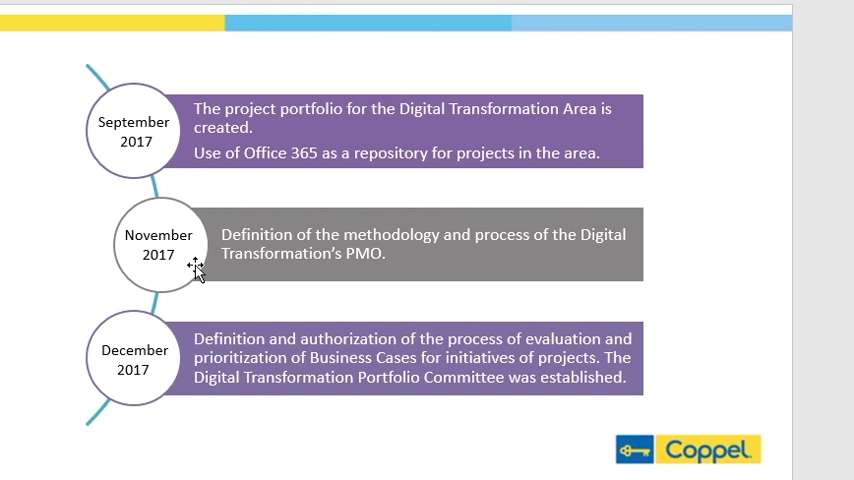 September
2017
The project portfolio for the Digital Transformation Area is
created.
Use of Office 365 as a repository for projects in the area.
November
2017
Definition of the methodology and process of the Digital
Transformation's PMO.
December
2017
Definition and authorization of the process of evaluation and
prioritization of Business Cases for initiatives of projects. The
Digital Transformation Portfolio Committee was established.
Coppel.